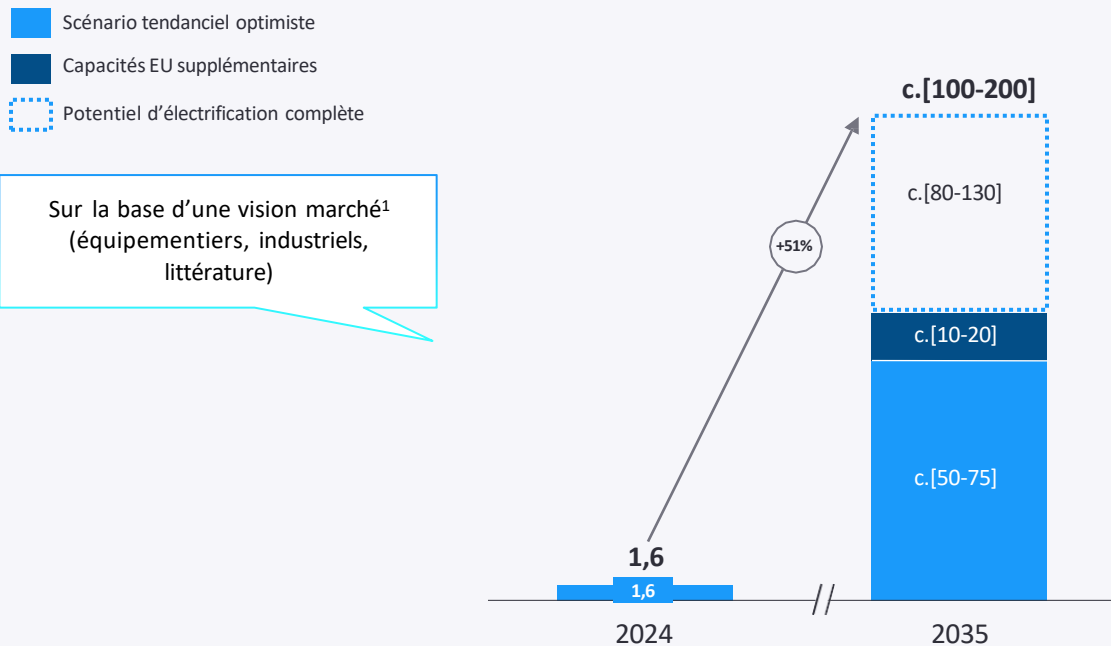 Scénario tendanciel optimiste
Capacités EU supplémentaires
Potentiel d’électrification complète
Sur la base d’une vision marché¹
(équipementiers, industriels,
littérature)
c.[100-200]
c.[80-130]
+51%
c.[10-20]
c.[50-75]
1,6
1,6
2024
2035